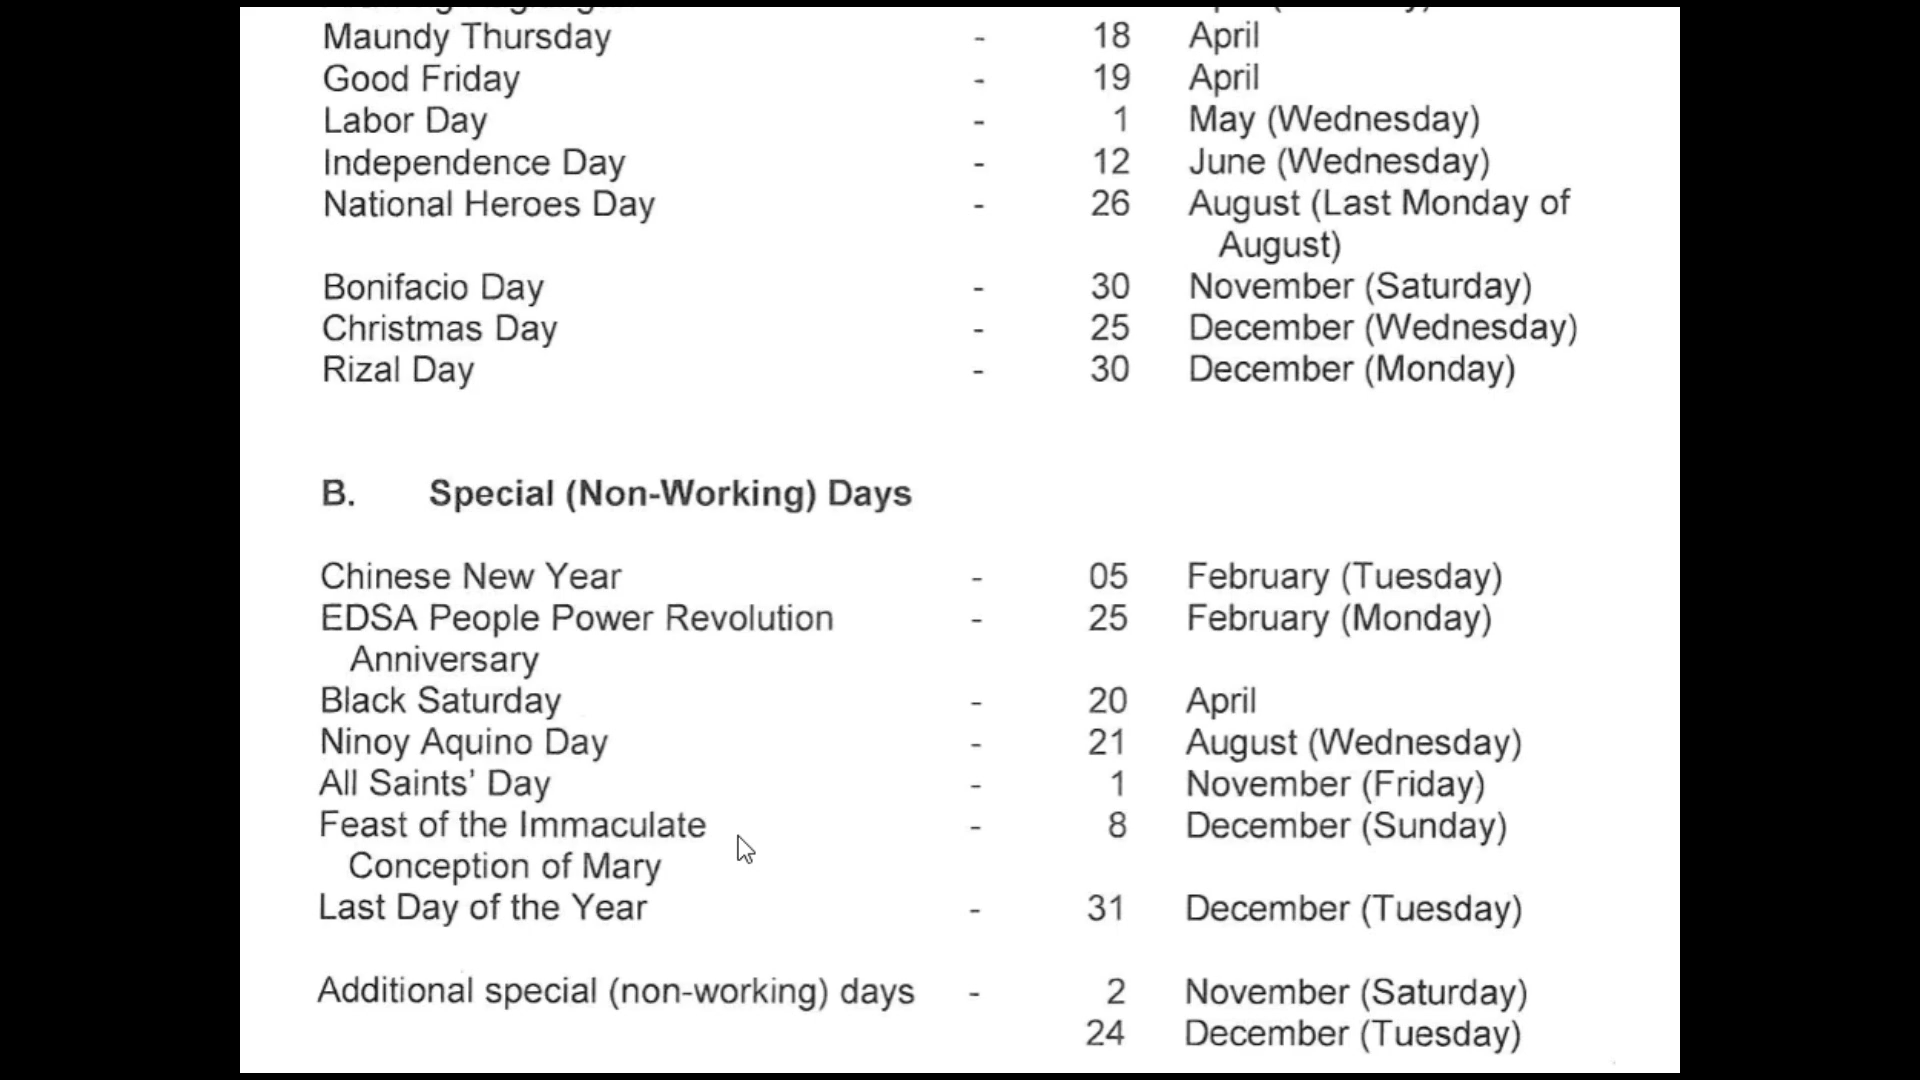 Maundy Thursday - 18 April
Good Friday - 19 April
Labor Day - 1 May (Wednesday)
Independence Day - 12 June (Wednesday)
National Heroes Day - 26 August (Last Monday of
August)
Bonifacio Day - 30 November (Saturday)
Christmas Day - 25 December (Wednesday)
Rizal Day - 30 December (Monday)
B. Special (Non-Working) Days
Chinese New Year - 05 February (Tuesday)
EDSA People Power Revolution - 25 February (Monday)
Anniversary
Black Saturday - 20 April
Ninoy Aquino Day - 21 August (Wednesday)
All Saints' Day - 1 November (Friday)
Feast of the Immaculate - 8 December (Sunday)
Conception of Mary
Last Day of the Year - 31 December (Tuesday)
Additional special (non-working) days - 2 November (Saturday)
24 December (Tuesday)